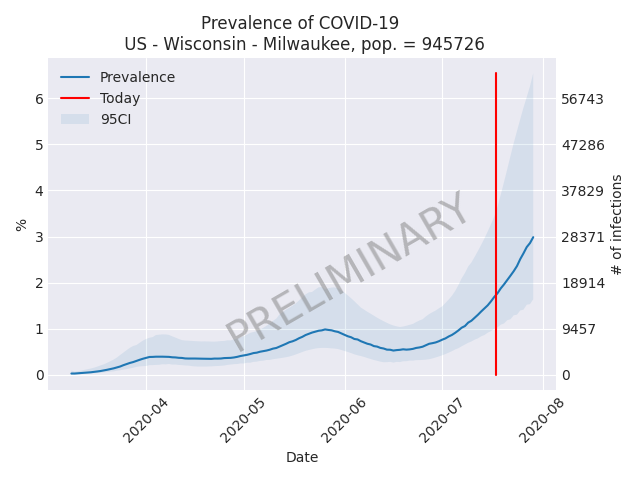 Prevalence of COVID-19
US - Wisconsin - Milwaukee, pop. = 945726
Prevalence
Today
95CI
6
5
4
3
2
1
0
%
56743
47286
37829
28371
18914
9457
0
# of infections
PRELIMINARY
2020-04
2020-05
2020-06
2020-07
2020-08
Date